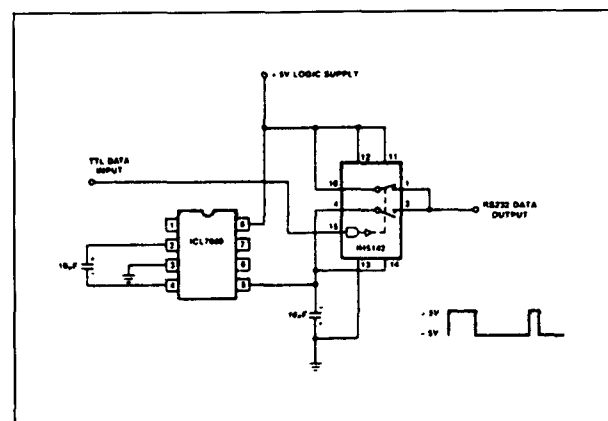 + 5V LOGIC SUPPLY
TTL DATA
INPUT
12 11
16 1
4 3
15
IH5142
13 14
RS232 DATA
OUTPUT
1 8
2 7
3 6
4 5
10µF
10µF
+ 5V
- 5V